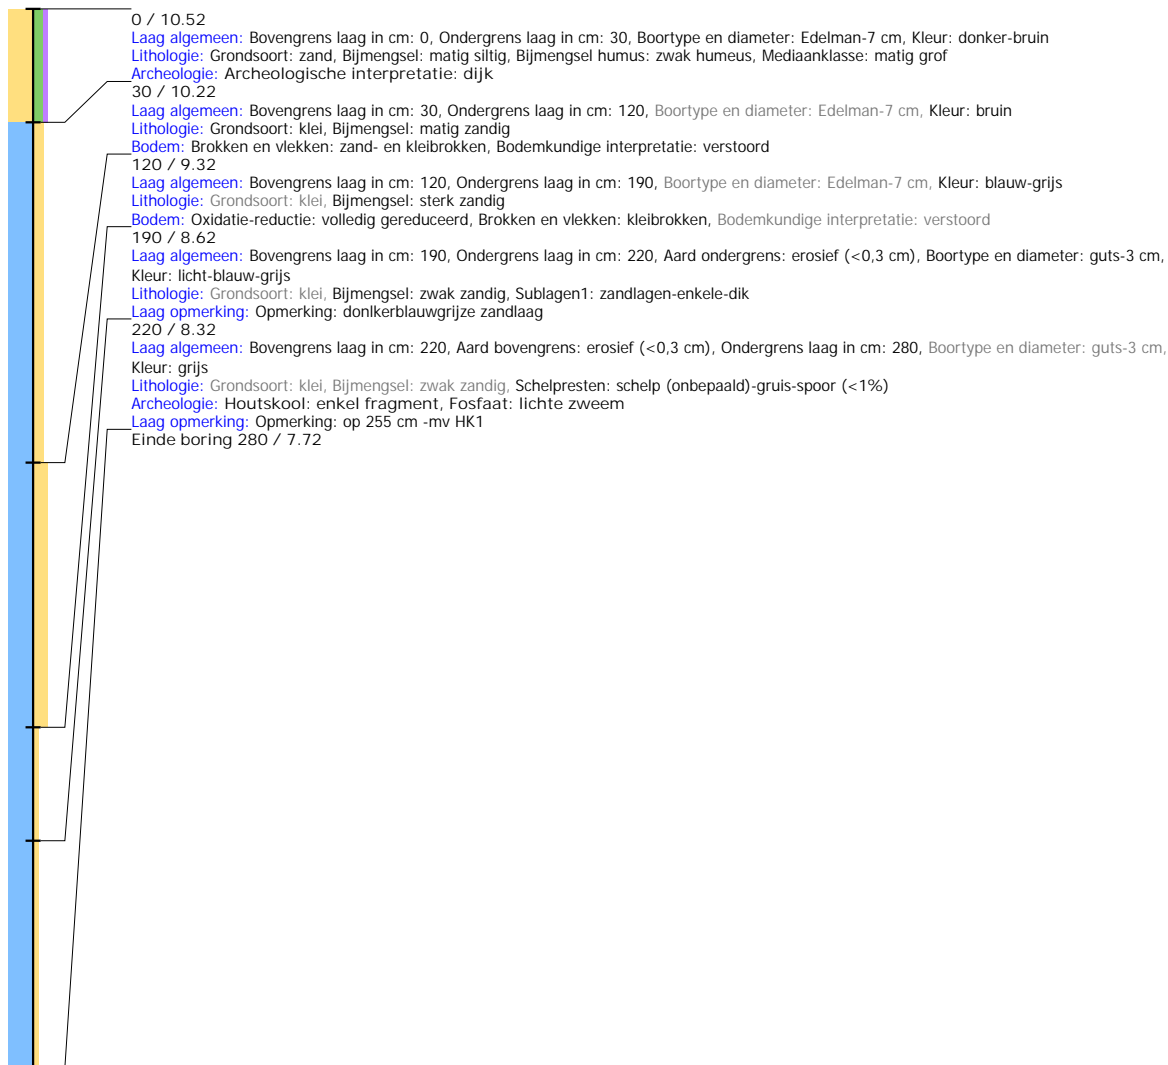 0 / 10.52
Laag algemeen: Bovengrens laag in cm: 0, Ondergrens laag in cm: 30, Boortype en diameter: Edelman-7 cm, Kleur: donker-bruin
Lithologie: Grondsoort: zand, Bijmengsel: matig siltig, Bijmengsel humus: zwak humeus, Mediaanklasse: matig grof
Archeologie: Archeologische interpretatie: dijk
30 / 10.22
Laag algemeen: Bovengrens laag in cm: 30, Ondergrens laag in cm: 120, Boortype en diameter: Edelman-7 cm, Kleur: bruin
Lithologie: Grondsoort: klei, Bijmengsel: matig zandig
Bodem: Brokken en vlekken: zand- en kleibrokken, Bodemkundige interpretatie: verstoord
120 / 9.32
Laag algemeen: Bovengrens laag in cm: 120, Ondergrens laag in cm: 190, Boortype en diameter: Edelman-7 cm, Kleur: blauw-grijs
Lithologie: Grondsoort: klei, Bijmengsel: sterk zandig
Bodem: Oxidatie-reductie: volledig gereduceerd, Brokken en vlekken: kleibrokken, Bodemkundige interpretatie: verstoord
190 / 8.62
Laag algemeen: Bovengrens laag in cm: 190, Ondergrens laag in cm: 220, Aard ondergrens: erosief (<0,3 cm), Boortype en diameter: guts-3 cm,
Kleur: licht-blauw-grijs
Lithologie: Grondsoort: klei, Bijmengsel: zwak zandig, Sublagen1: zandlagen-enkele-dik
Laag opmerking: Opmerking: donlkerblauwgrijze zandlaag
220 / 8.32
Laag algemeen: Bovengrens laag in cm: 220, Aard bovengrens: erosief (<0,3 cm), Ondergrens laag in cm: 280, Boortype en diameter: guts-3 cm,
Kleur: grijs
Lithologie: Grondsoort: klei, Bijmengsel: zwak zandig, Schelpresten: schelp (onbepaald)-gruis-spoor (<1%)
Archeologie: Houtskool: enkel fragment, Fosfaat: lichte zweem
Laag opmerking: Opmerking: op 255 cm -mv HK1
Einde boring 280 / 7.72